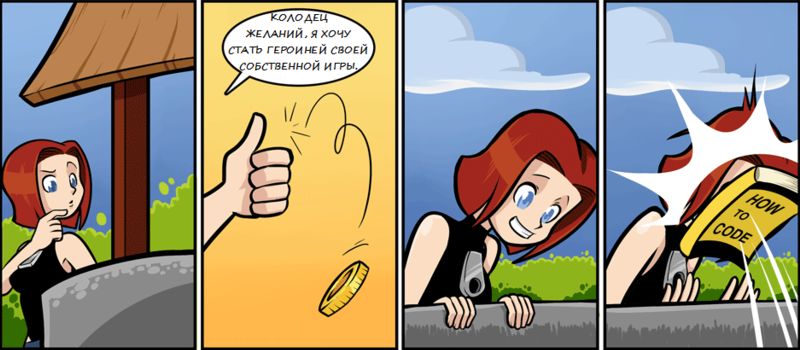 КОЛОДЕЦ
ЖЕЛАНИЙ, Я ХОЧУ
СТАТЬ ГЕРОИНЕЙ СВОЕЙ
СОБСТВЕННОЙ ИГРЫ.
HOW
TO
CODE